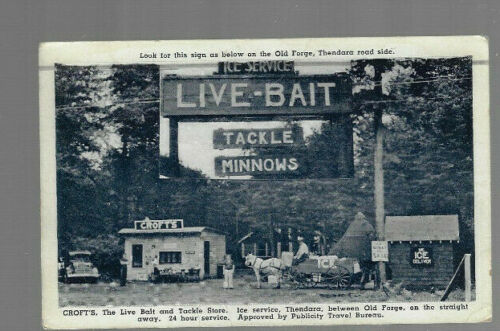 Look for this sign as below on the Old Forge, Thendara road side.
ICE SERVICE
LIVE-BAIT
TACKLE
MINNOWS
CROFT'S
ICE
ICE
DELIVERED
CROFT'S, The Live Bait and Tackle Store. Ice service, Thendara, between Old Forge, on the straight
away. 24 hour service. Approved by Publicity Bureau.